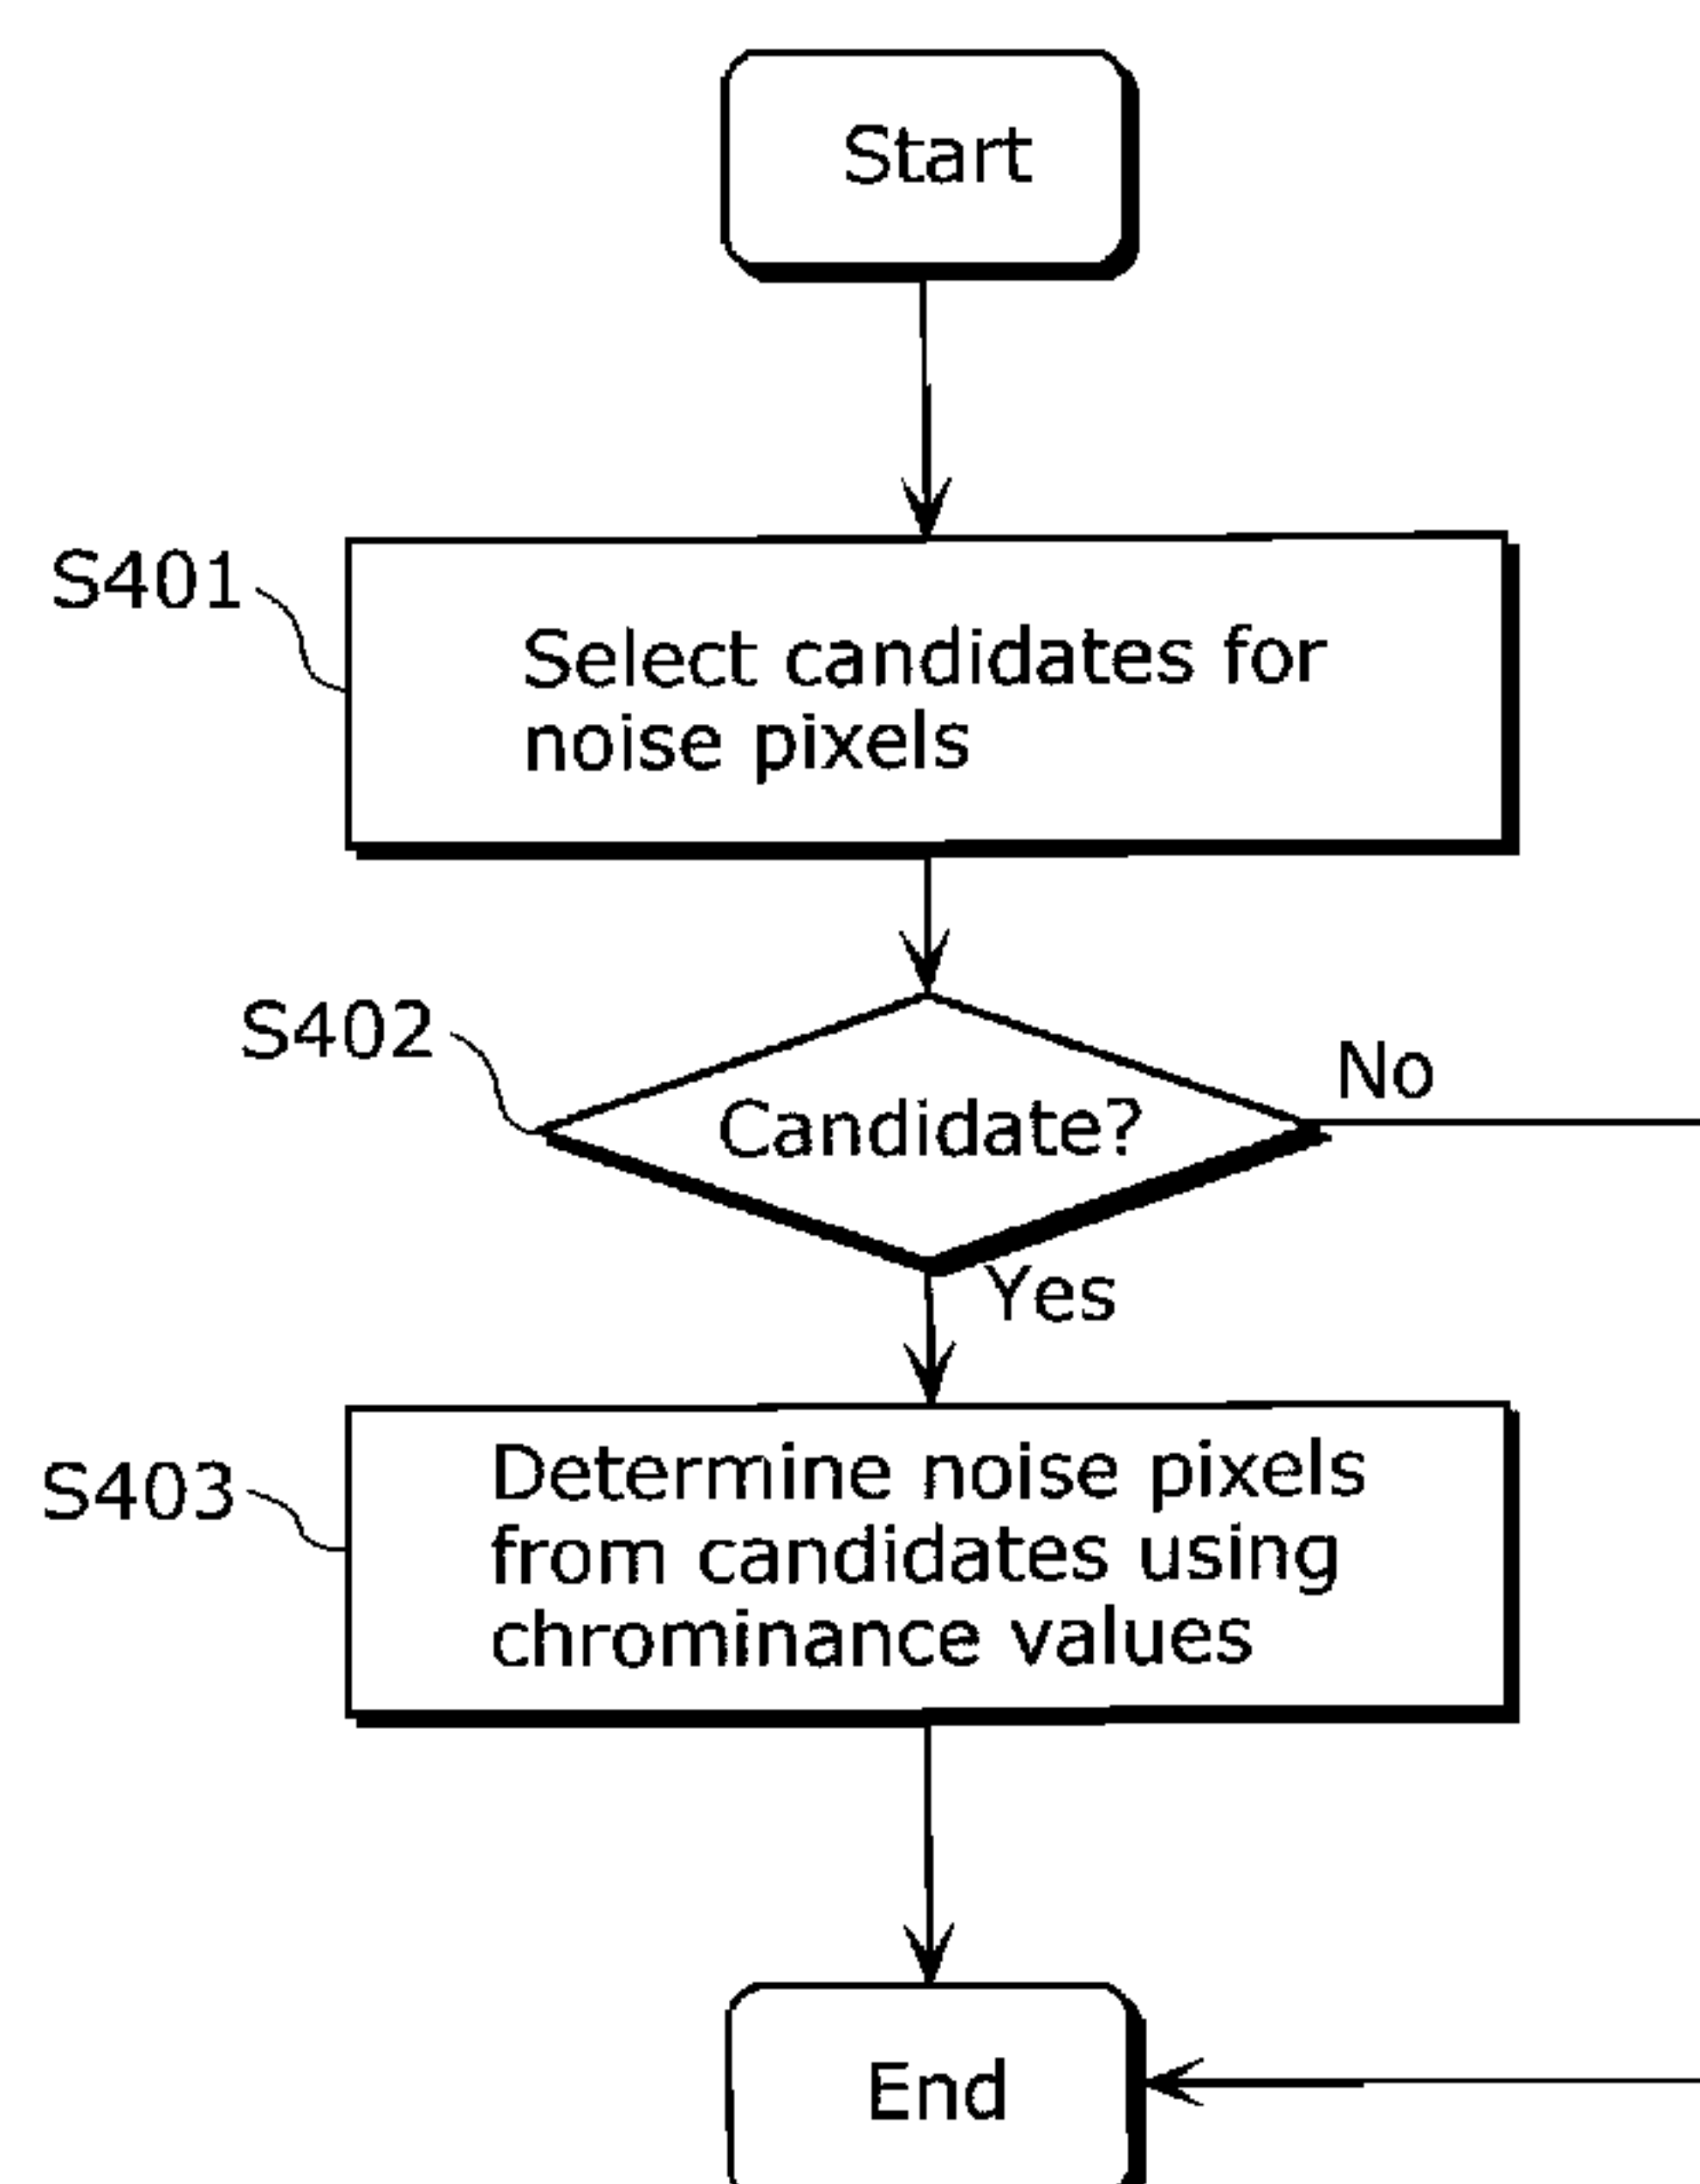 Start
S401
Select candidates for
noise pixels
S402
Candidate?
No
Yes
S403
Determine noise pixels
from candidates using
chrominance values
End